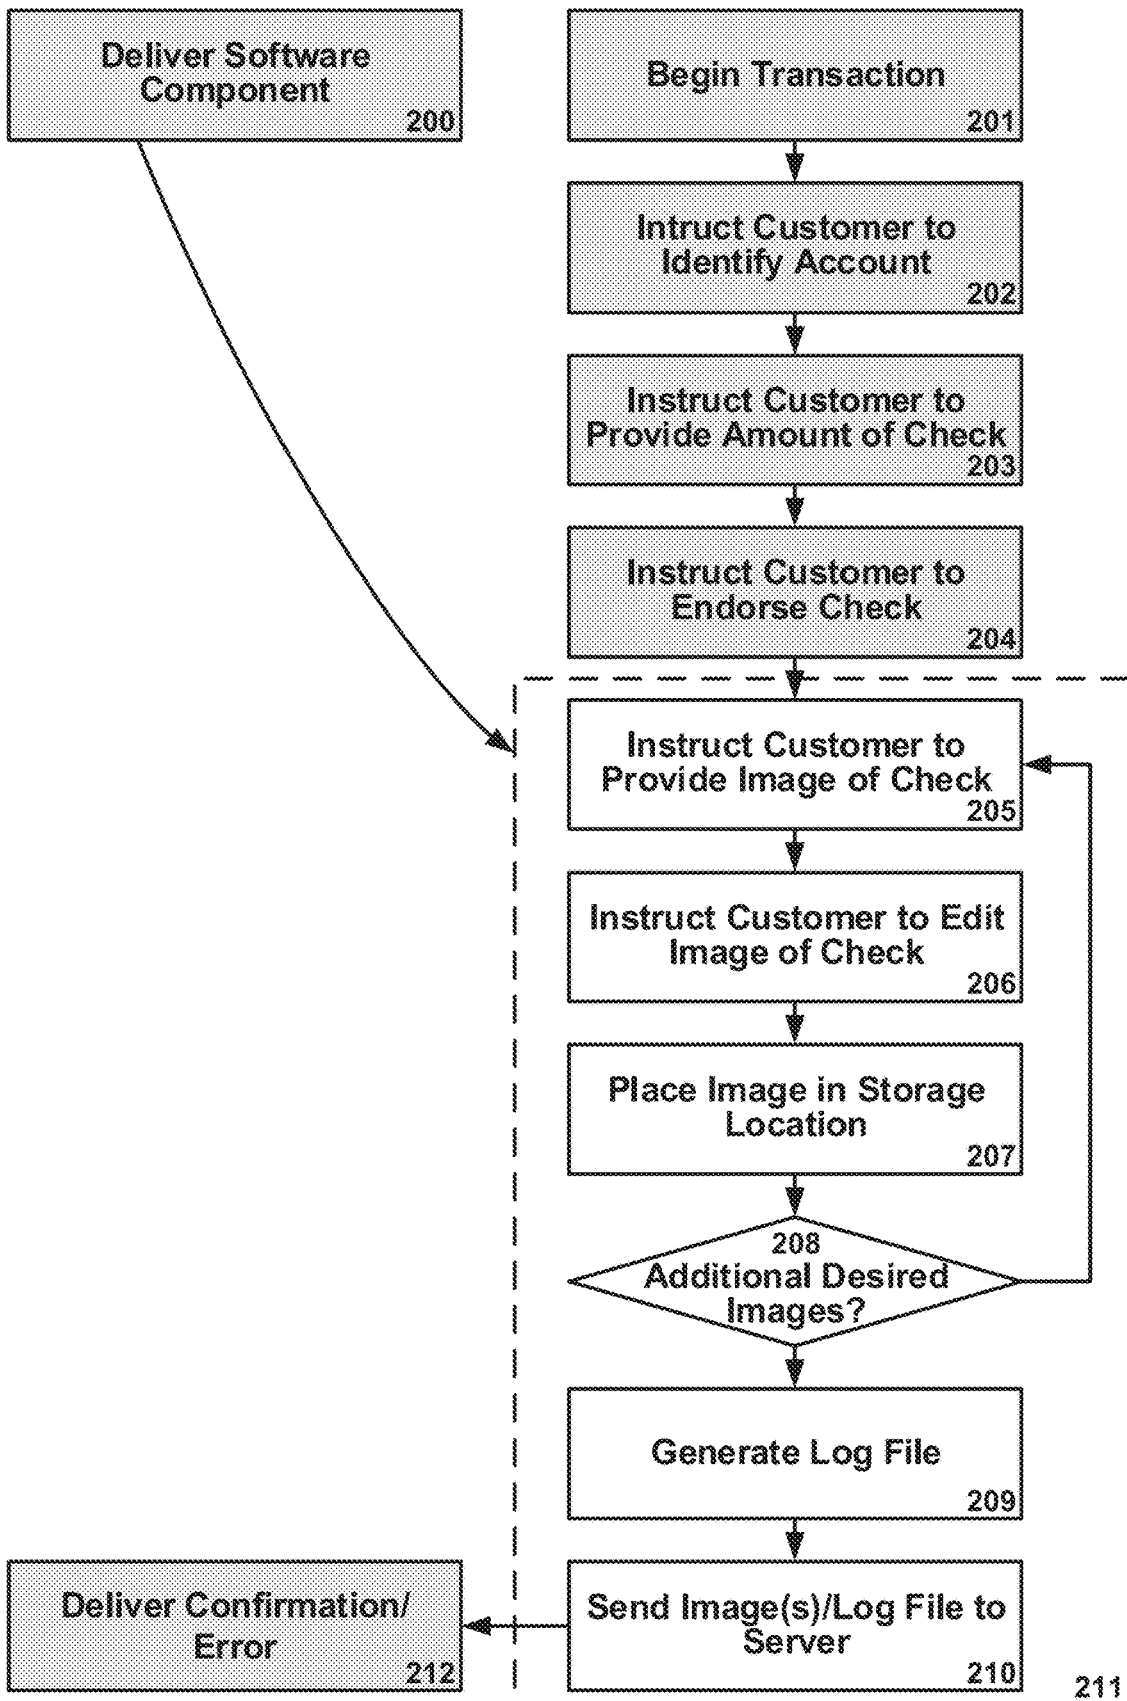 Deliver Software
Component
200
Begin Transaction
201
Intruct Customer to
Identify Account
202
Instruct Customer to
Provide Amount of Check
203
Instruct Customer to
Endorse Check
204
Instruct Customer to
Provide Image of Check
205
Instruct Customer to Edit
Image of Check
206
Place Image in Storage
Location
207
208
Additional Desired
Images?
Generate Log File
209
Send Image(s)/Log File to
Server
210
211
Deliver Confirmation/
Error
212